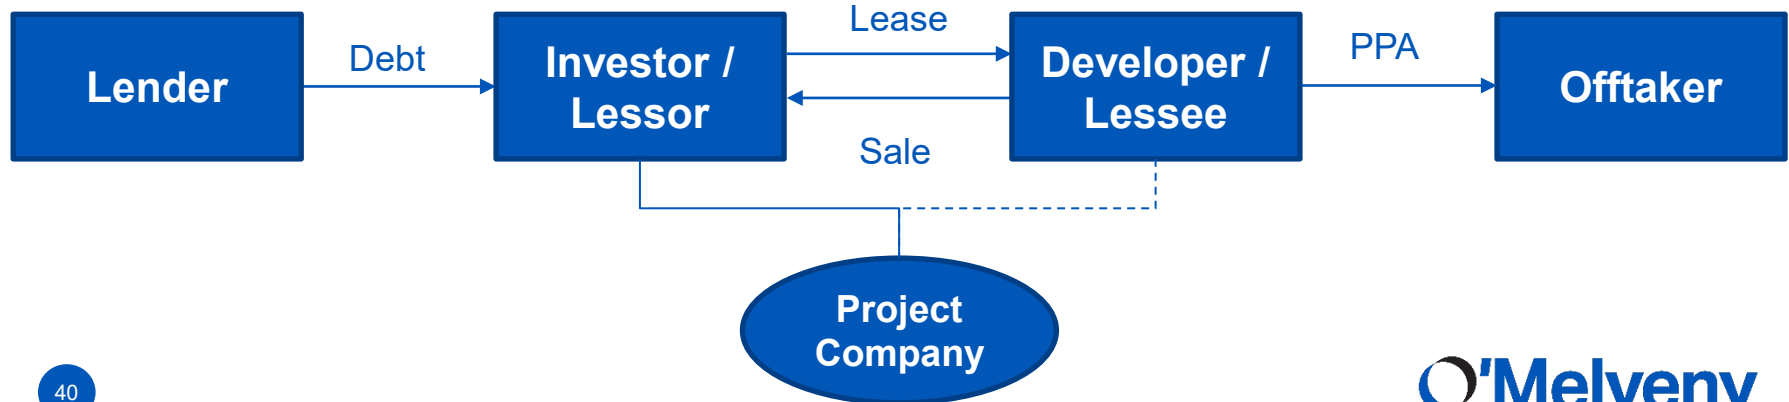 Lender
Debt
Investor /
Lessor
Lease
Sale
Developer /
Lessee
PPA
Offtaker
Project
Company
40
O'Melveny